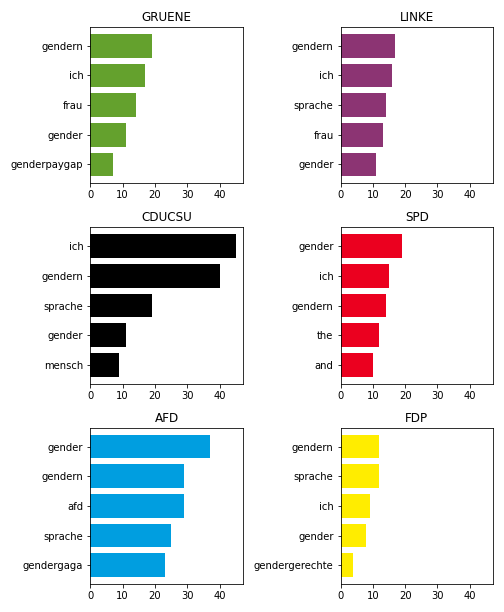 GRUENE
gendern
ich
frau
gender
genderpaygap
0 10 20 30 40
LINKE
gendern
ich
sprache
frau
gender
0 10 20 30 40
CDUCSU
ich
gendern
sprache
gender
mensch
0 10 20 30 40
SPD
gender
ich
gendern
the
and
0 10 20 30 40
AFD
gender
gendern
afd
sprache
gendergaga
0 10 20 30 40
FDP
gendern
sprache
ich
gender
gendergerechte
0 10 20 30 40